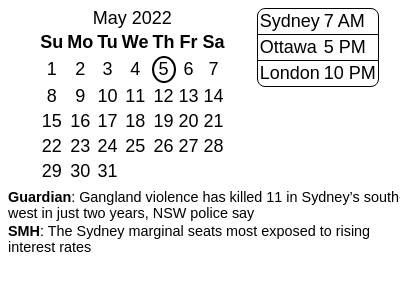 May 2022
Su Mo Tu We Th Fr Sa
1 2 3 4 5 6 7
8 9 10 11 12 13 14
15 16 17 18 19 20 21
22 23 24 25 26 27 28
29 30 31
Sydney 7 AM
Ottawa 5 PM
London 10 PM
Guardian: Gangland violence has killed 11 in Sydney's south-
west in just two years, NSW police say
SMH: The Sydney marginal seats most exposed to rising
interest rates